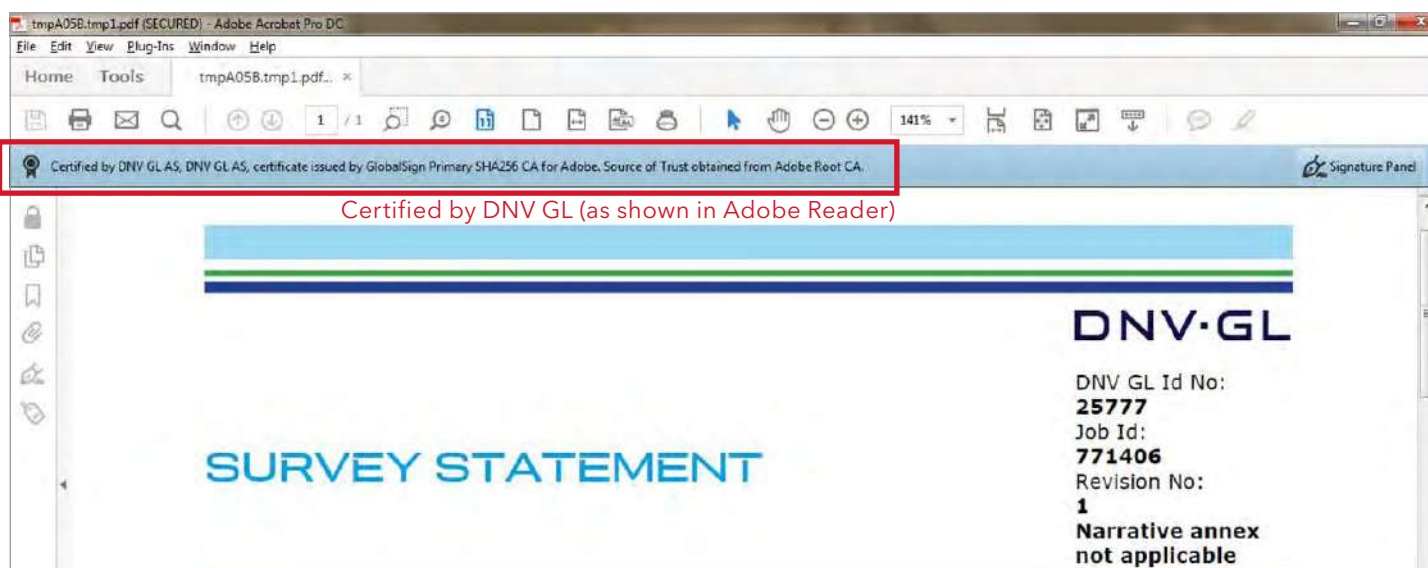 tmpA05B.tmp1.pdf (SECURED) - Adobe Acrobat Pro DC
File Edit View Plug-Ins Window Help
Home Tools tmpA05B.tmp1.pdf... ×
1 / 1 141%
Certified by DNV GL AS, DNV GL AS, certificate issued by GlobalSign Primary SHA256 CA for Adobe. Source of Trust obtained from Adobe Root CA. Signature Panel
Certified by DNV GL (as shown in Adobe Reader)
DNV·GL
DNV GL Id No:
25777
Job Id:
771406
SURVEY STATEMENT
Revision No:
1
Narrative annex
not applicable